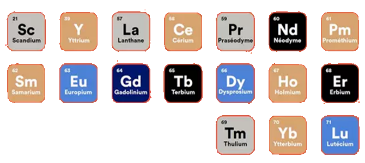 21 39 57 58 59 60 61
Sc Y La Ce Pr Nd Pm
Scandium Yttrium Lanthane Cérium Praséodyme Néodyme Prométhium
62 63 64 65 66 67 68
Sm Eu Gd Tb Dy Ho Er
Samarium Europium Gadolinium Terbium Dysprosium Holmium Erbium
69 70 71
Tm Yb Lu
Thulium Ytterbium Lutécium